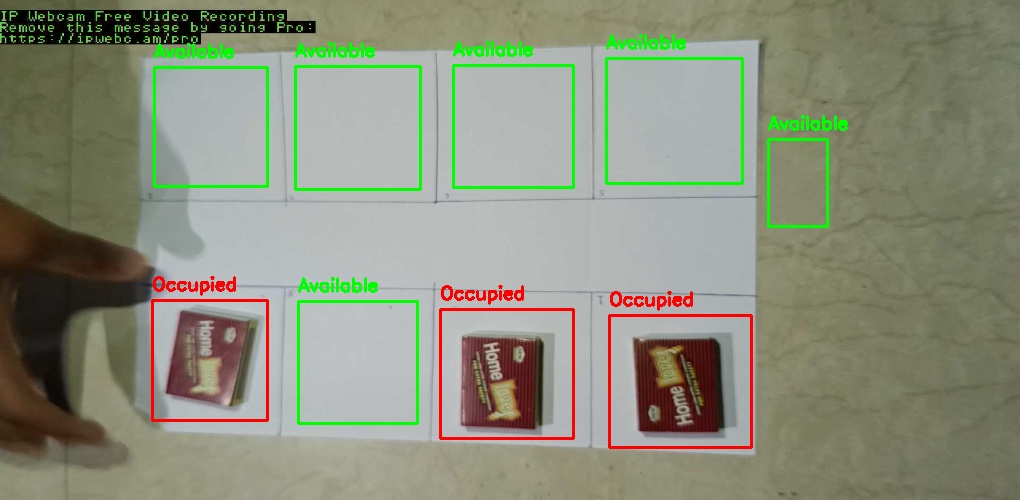 IP Webcam Free Video Recording
Remove this message by going Pro:
https://ipwebc.am/pro
Available
Available
Available
Available
Available
Occupied
Available
Occupied
Occupied
Home
Home
Home